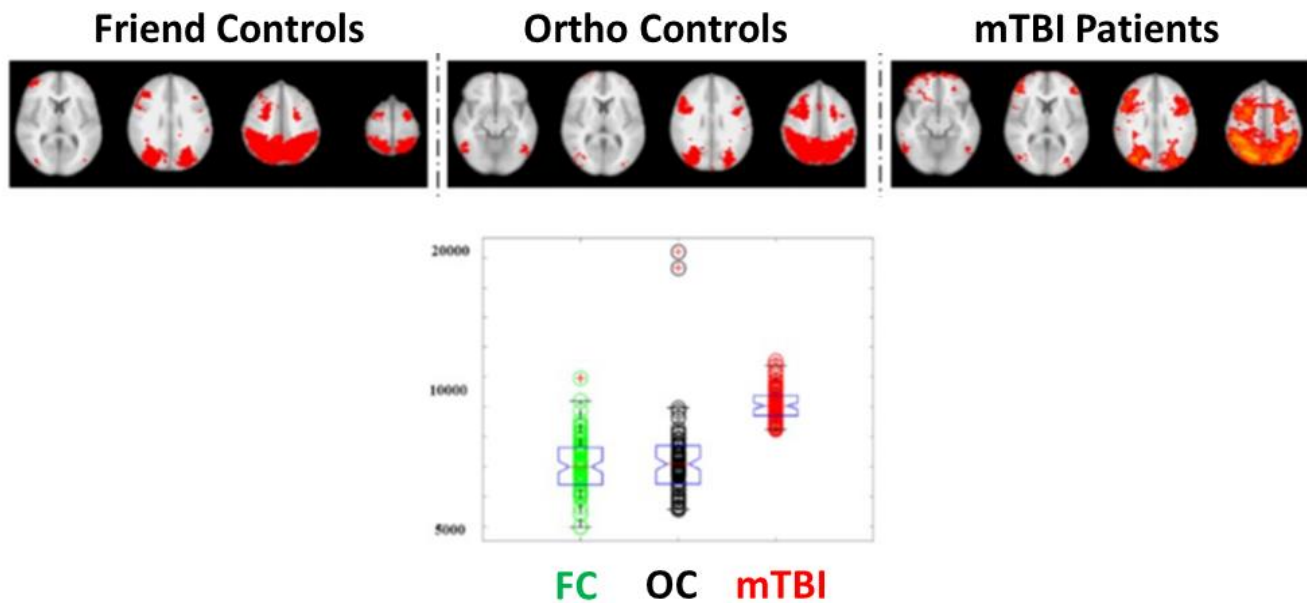 Friend Controls
Ortho Controls
mTBI Patients
20000
10000
5000
FC
OC
mTBI